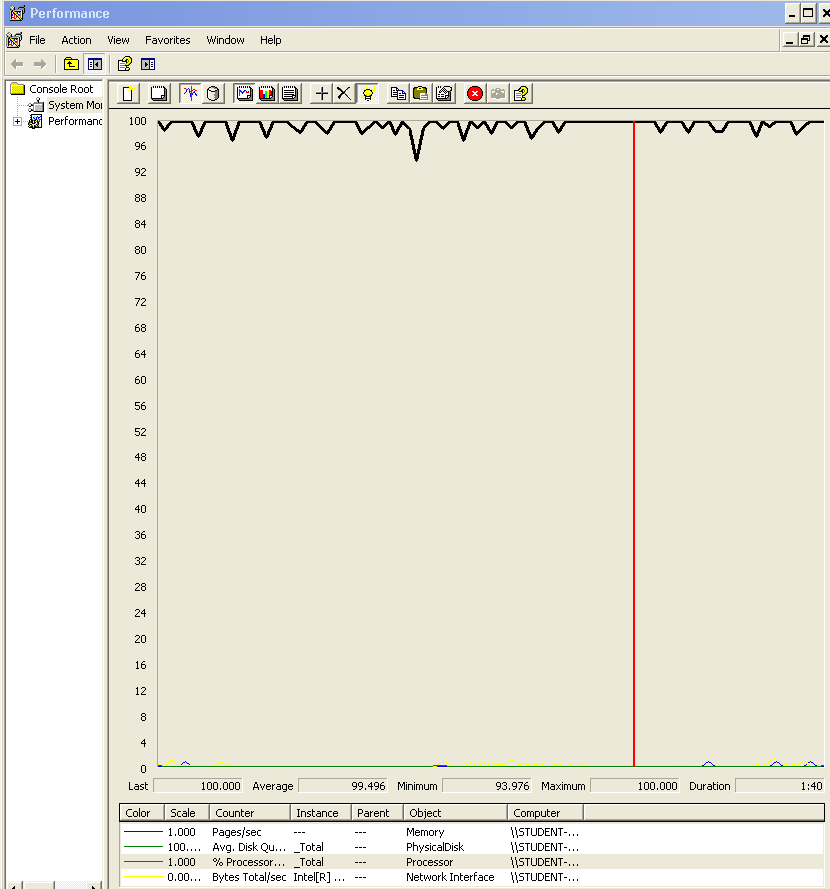 Performance
File Action View Favorites Window Help
Console Root
System Mo
Performanc
100
96
92
88
84
80
76
72
68
64
60
56
52
48
44
40
36
32
28
24
20
16
12
8
4
0
Last 100.000 Average 99.496 Minimum 93.976 Maximum 100.000 Duration 1:40
Color Scale Counter Instance Parent Object Computer
1.000 Pages/sec --- --- Memory \\STUDENT-...
100.... Avg. Disk Qu... _Total --- PhysicalDisk \\STUDENT-...
1.000 % Processor... _Total --- Processor \\STUDENT-...
0.00... Bytes Total/sec Intel[R] ... --- Network Interface \\STUDENT-...